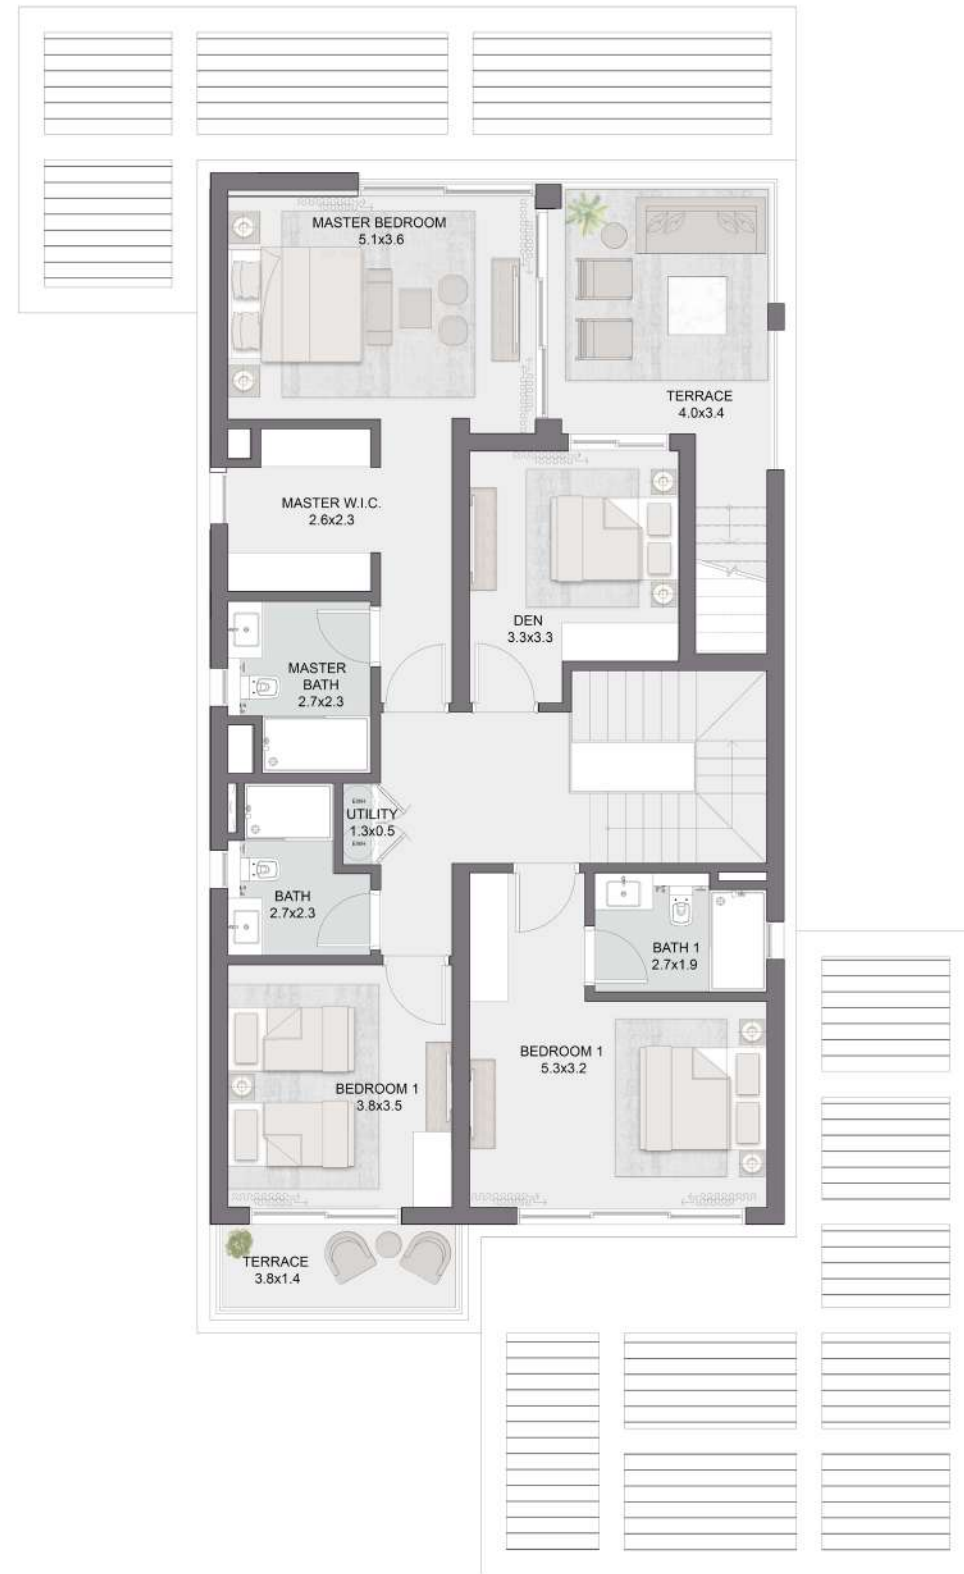 MASTER BEDROOM
5.1x3.6
TERRACE
4.0x3.4
MASTER W.I.C.
2.6x2.3
DEN
3.3x3.3
MASTER
BATH
2.7x2.3
EWH
UTILITY
1.3x0.5
EWH
BATH
2.7x2.3
BATH 1
2.7x1.9
BEDROOM 1
5.3x3.2
BEDROOM 1
3.8x3.5
TERRACE
3.8x1.4